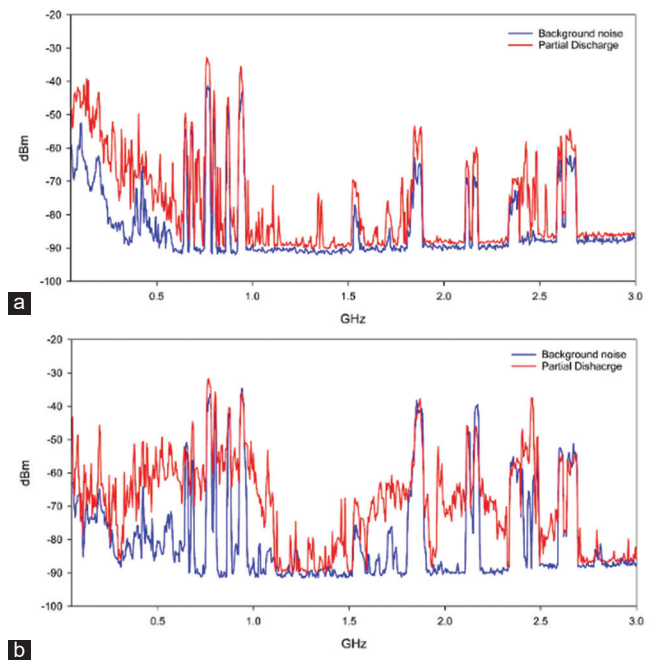 -20
-30
-40
-50
-60
-70
-80
-90
-100
dBm
Background noise
Partial Discharge
0.5 1.0 1.5 2.0 2.5 3.0
GHz
a
-20
-30
-40
-50
-60
-70
-80
-90
-100
dBm
Background noise
Partial Dishacrge
0.5 1.0 1.5 2.0 2.5 3.0
GHz
b